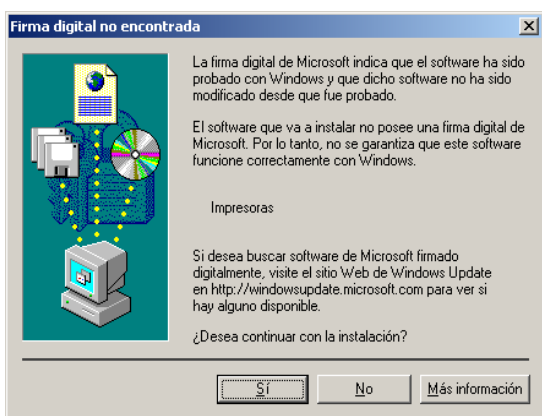 Firma digital no encontrada
La firma digital de Microsoft indica que el software ha sido
probado con Windows y que dicho software no ha sido
modificado desde que fue probado.
El software que va a instalar no posee una firma digital de
Microsoft. Por lo tanto, no se garantiza que este software
funcione correctamente con Windows.
Impresoras
Si desea buscar software de Microsoft firmado
digitalmente, visite el sitio Web de Windows Update
en http://windowsupdate.microsoft.com para ver si
hay alguno disponible.
¿Desea continuar con la instalación?
Sí No Más información